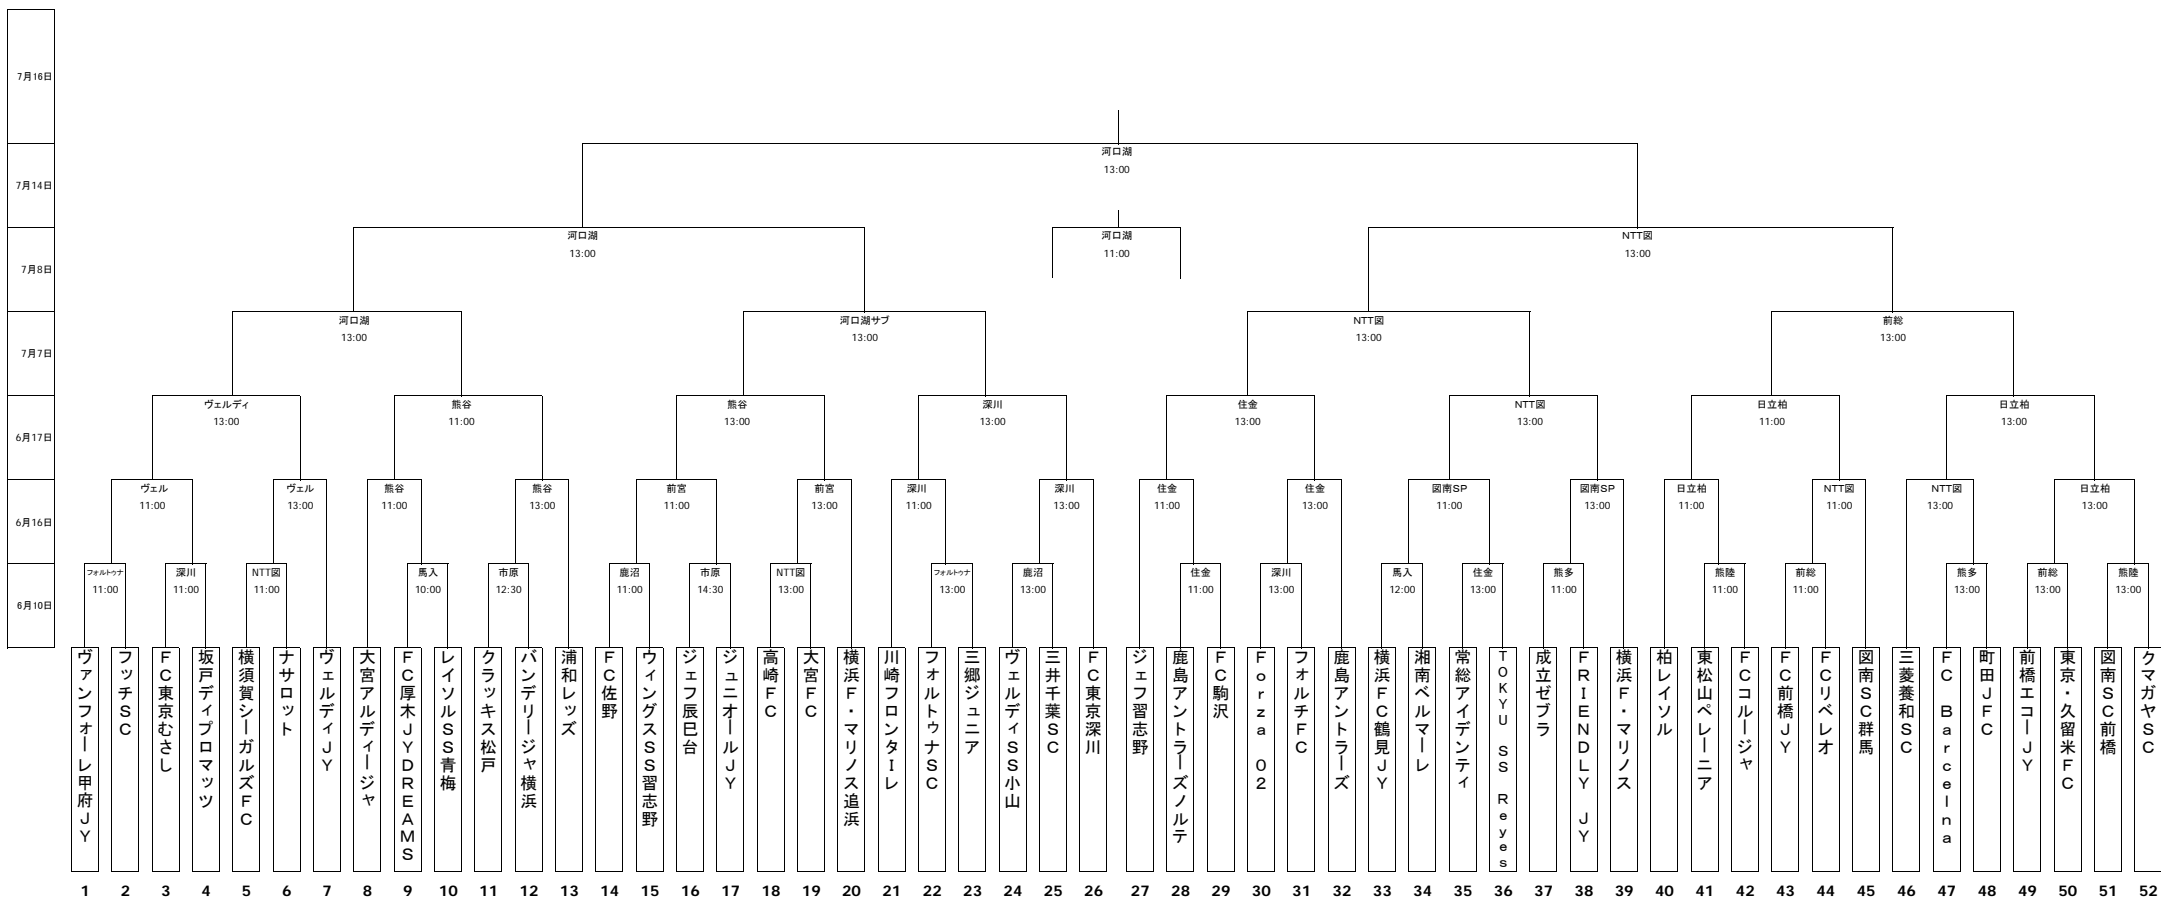 7月16日
河口湖
13:00
7月14日
河口湖
13:00
河口湖
11:00
NTT図
13:00
7月8日
河口湖
13:00
河口湖サブ
13:00
NTT図
13:00
前総
13:00
7月7日
ヴェルディ
13:00
熊谷
11:00
熊谷
13:00
深川
13:00
住金
13:00
NTT図
13:00
日立柏
11:00
日立柏
13:00
6月17日
ヴェル
11:00
ヴェル
13:00
熊谷
11:00
熊谷
13:00
前宮
11:00
前宮
13:00
深川
11:00
深川
13:00
住金
11:00
住金
13:00
図南SP
11:00
図南SP
13:00
日立柏
11:00
NTT図
11:00
NTT図
13:00
日立柏
13:00
6月16日
フォルトゥナ
11:00
深川
11:00
NTT図
11:00
馬入
10:00
市原
12:30
鹿沼
11:00
市原
14:30
NTT図
13:00
フォルトゥナ
13:00
鹿沼
13:00
住金
11:00
深川
13:00
馬入
12:00
住金
13:00
熊多
11:00
熊陸
11:00
前総
11:00
熊多
13:00
前総
13:00
熊陸
13:00
6月10日
ヴァンフォーレ甲府JY
フッチSC
FC東京むさし
坂戸ディプロマッツ
横須賀シーガルズFC
ナサロット
ヴェルディJY
大宮アルディージャ
FC厚木JYDREAMS
レイソルSS青梅
クラッキス松戸
バンデリージャ横浜
浦和レッズ
FC佐野
ウィングスSS習志野
ジェフ辰巳台
ジュニオールJY
高崎FC
大宮FC
横浜F・マリノス追浜
川崎フロンターレ
フォルトゥナSC
三郷ジュニア
ヴェルディSS小山
三井千葉SC
FC東京深川
ジェフ習志野
鹿島アントラーズノルテ
FC駒沢
Forza 02
フォルチFC
鹿島アントラーズ
横浜FC鶴見JY
湘南ベルマーレ
常総アイデンティ
TOKYU SS Reyes
成立ゼブラ
FRIENDLY JY
横浜F・マリノス
柏レイソル
東松山ペレーニア
FCコルージャ
FC前橋JY
FCリベレオ
図南SC群馬
三菱養和SC
FC Barcelna
町田JFC
前橋エコーJY
東京・久留米FC
図南SC前橋
クマガヤSC
1 2 3 4 5 6 7 8 9 10 11 12 13 14 15 16 17 18 19 20 21 22 23 24 25 26 27 28 29 30 31 32 33 34 35 36 37 38 39 40 41 42 43 44 45 46 47 48 49 50 51 52